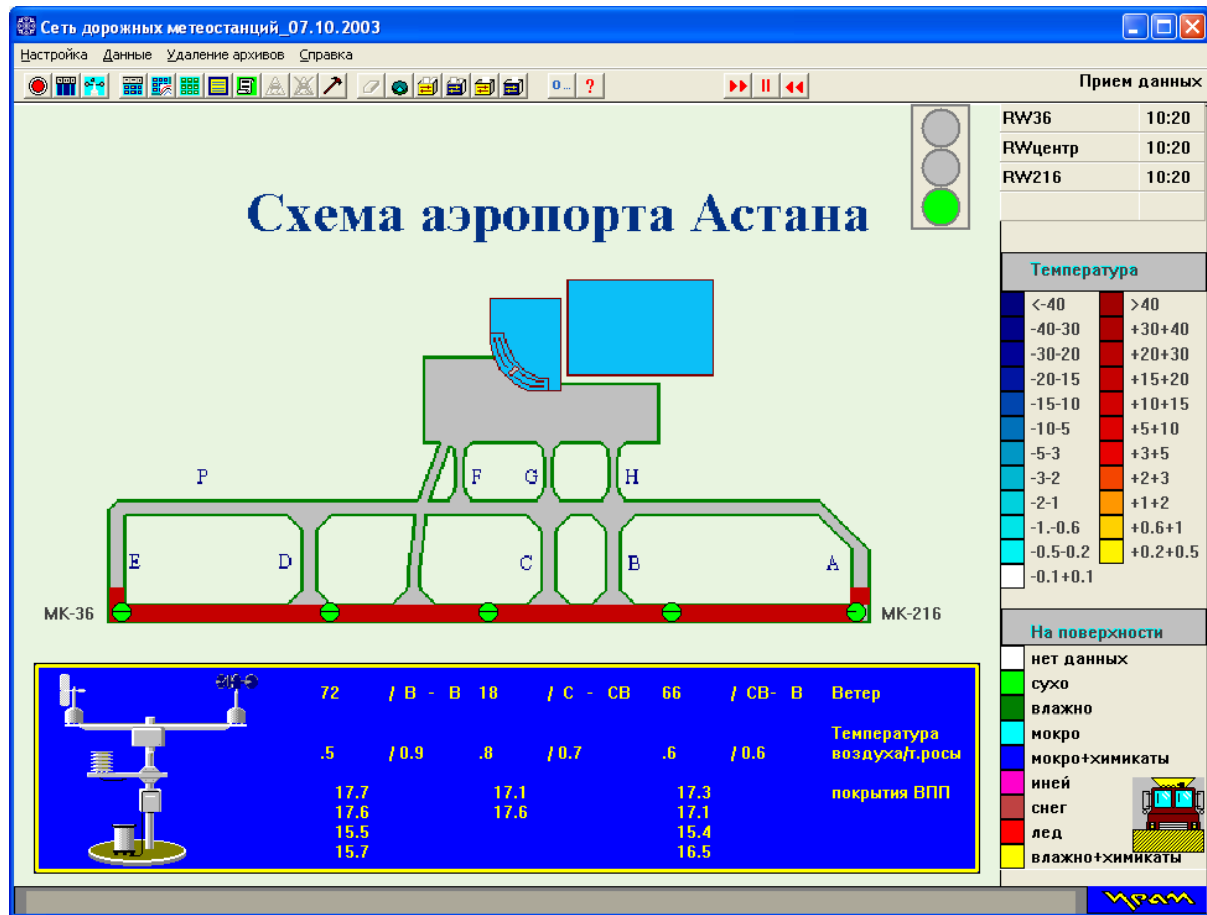 Сеть дорожных метеостанций_07.10.2003
Настройка Данные Удаление архивов Справка
0... ? Прием данных
RW36 10:20
RWцентр 10:20
RW216 10:20
Схема аэропорта Астана
Температура
<-40 >40
-40-30 +30+40
-30-20 +20+30
-20-15 +15+20
-15-10 +10+15
-10-5 +5+10
-5-3 +3+5
-3-2 +2+3
-2-1 +1+2
-1.-0.6 +0.6+1
-0.5-0.2 +0.2+0.5
-0.1+0.1
P F G H
E D C B A
МК-36 МК-216
На поверхности
нет данных
сухо
влажно
мокро
мокро+химикаты
иней
снег
лед
влажно+химикаты
72 / В - В 18 / С - СВ 66 / СВ- В Ветер
Температура
.5 / 0.9 .8 / 0.7 .6 / 0.6 воздуха/т.росы
17.7 17.1 17.3 покрытия ВПП
17.6 17.6 17.1
15.5 15.4
15.7 16.5
ИРАМ